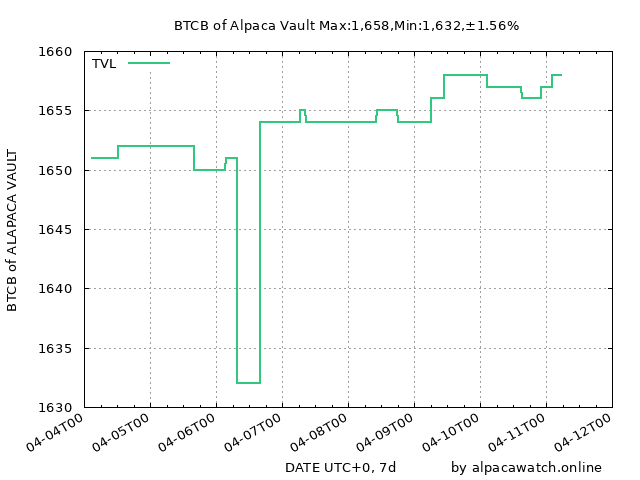 BTCB of Alpaca Vault Max:1,658,Min:1,632,±1.56%
TVL
1660
1655
1650
1645
1640
1635
1630
BTCB of ALAPACA VAULT
04-04T00
04-05T00
04-06T00
04-07T00
04-08T00
04-09T00
04-10T00
04-11T00
04-12T00
DATE UTC+0, 7d
by alpacawatch.online